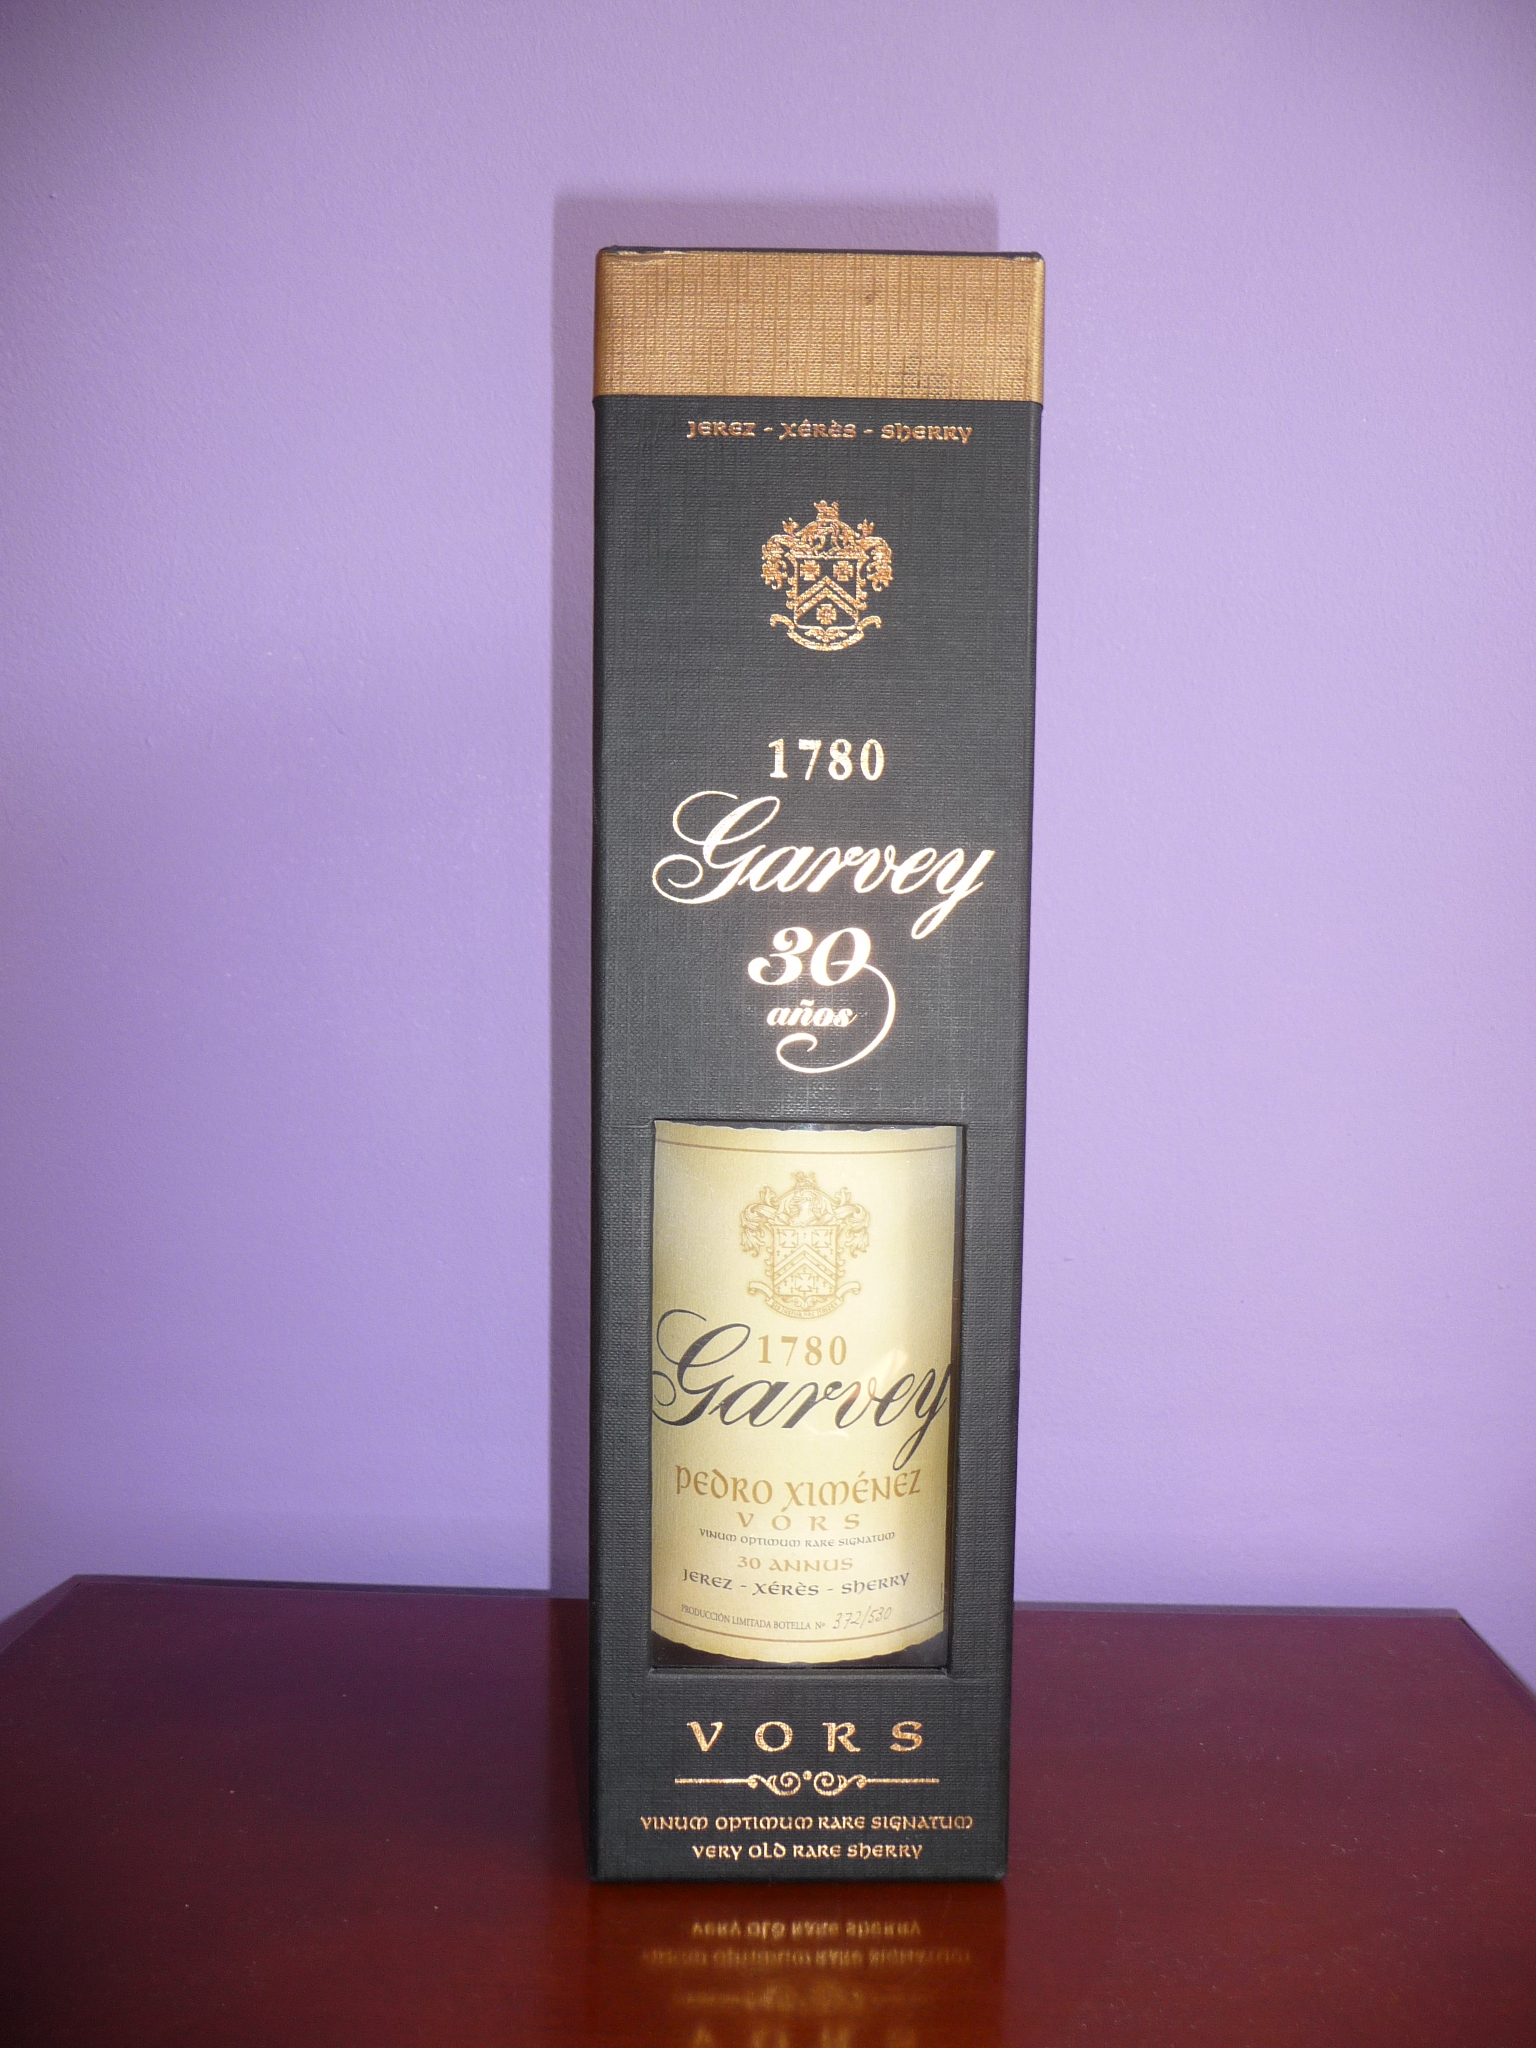 JEREZ - XÉRÈS - SHERRY
1780
Garvey
30
años
1780
Garvey
PEDRO XIMÉNEZ
VORS
VINUM OPTIMUM RARE SIGNATUM
30 ANNUS
JEREZ - XÉRÈS - SHERRY
PRODUCCIÓN LIMITADA BOTELLA Nº 372/530
VORS
VINUM OPTIMUM RARE SIGNATUM
VERY OLD RARE SHERRY